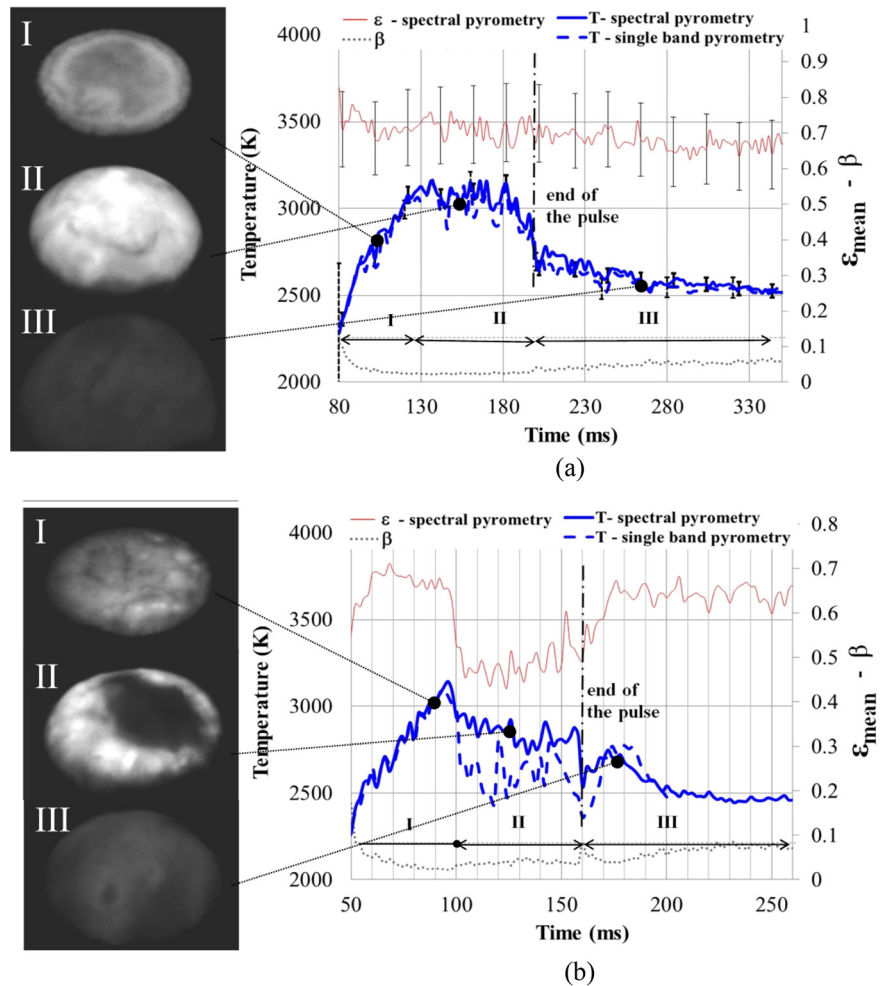 I
II
III
ε - spectral pyrometry
T- spectral pyrometry
β
T - single band pyrometry
4000
3500
3000
2500
2000
Temperature (K)
1
0.9
0.8
0.7
0.6
0.5
0.4
0.3
0.2
0.1
0
εmean - β
end of
the pulse
I
II
III
80
130
180
230
280
330
Time (ms)
(a)
I
II
III
ε - spectral pyrometry
T- spectral pyrometry
β
T - single band pyrometry
4000
3500
3000
2500
2000
Temperature (K)
0.8
0.7
0.6
0.5
0.4
0.3
0.2
0.1
0
εmean - β
end of
the pulse
I
II
III
50
100
150
200
250
Time (ms)
(b)